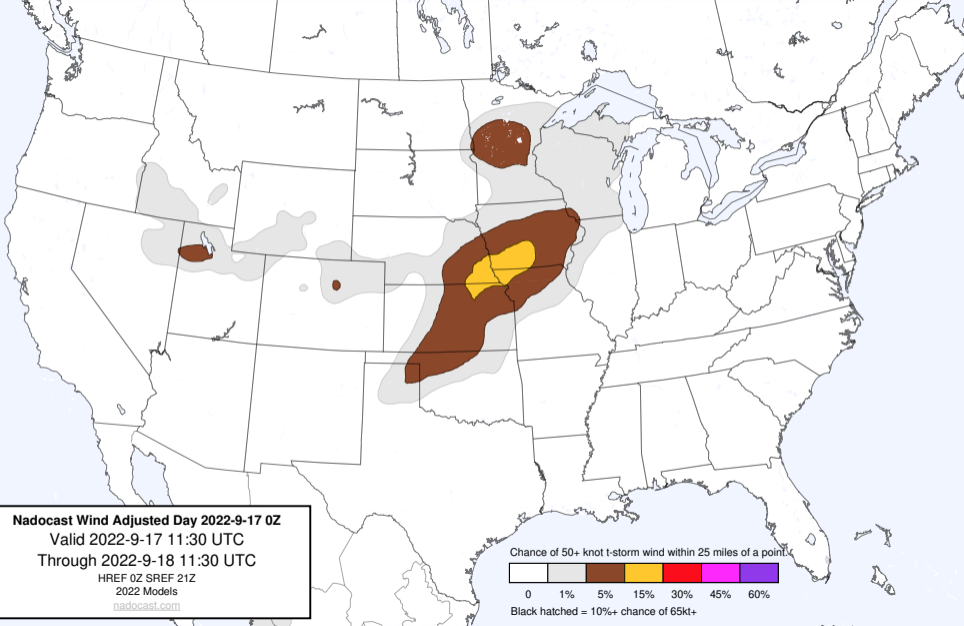 Nadocast Wind Adjusted Day 2022-9-17 0Z
Valid 2022-9-17 11:30 UTC
Through 2022-9-18 11:30 UTC
HREF 0Z SREF 21Z
2022 Models
nadocast.com
Chance of 50+ knot t-storm wind within 25 miles of a point.
0 1% 5% 15% 30% 45% 60%
Black hatched = 10%+ chance of 65kt+